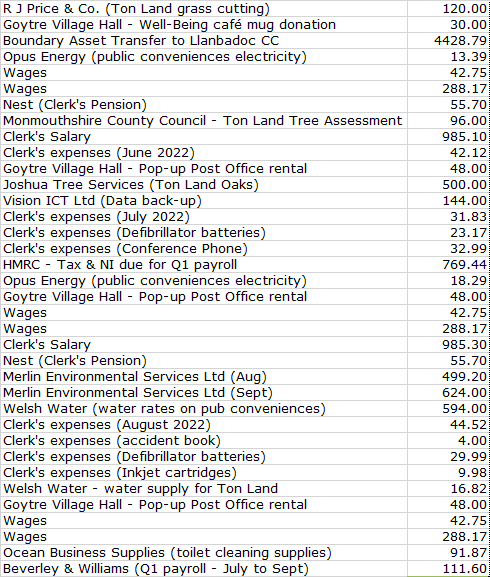 R J Price & Co. (Ton Land grass cutting) 120.00
Goytre Village Hall - Well-Being café mug donation 30.00
Boundary Asset Transfer to Llanbadoc CC 4428.79
Opus Energy (public conveniences electricity) 13.39
Wages 42.75
Wages 288.17
Nest (Clerk's Pension) 55.70
Monmouthshire County Council - Ton Land Tree Assessment 96.00
Clerk's Salary 985.10
Clerk's expenses (June 2022) 42.12
Goytre Village Hall - Pop-up Post Office rental 48.00
Joshua Tree Services (Ton Land Oaks) 500.00
Vision ICT Ltd (Data back-up) 144.00
Clerk's expenses (July 2022) 31.83
Clerk's expenses (Defibrillator batteries) 23.17
Clerk's expenses (Conference Phone) 32.99
HMRC - Tax & NI due for Q1 payroll 769.44
Opus Energy (public conveniences electricity) 18.29
Goytre Village Hall - Pop-up Post Office rental 48.00
Wages 42.75
Wages 288.17
Clerk's Salary 985.30
Nest (Clerk's Pension) 55.70
Merlin Environmental Services Ltd (Aug) 499.20
Merlin Environmental Services Ltd (Sept) 624.00
Welsh Water (water rates on pub conveniences) 594.00
Clerk's expenses (August 2022) 44.52
Clerk's expenses (accident book) 4.00
Clerk's expenses (Defibrillator batteries) 29.99
Clerk's expenses (Inkjet cartridges) 9.98
Welsh Water - water supply for Ton Land 16.82
Goytre Village Hall - Pop-up Post Office rental 48.00
Wages 42.75
Wages 288.17
Ocean Business Supplies (toilet cleaning supplies) 91.87
Beverley & Williams (Q1 payroll - July to Sept) 111.60